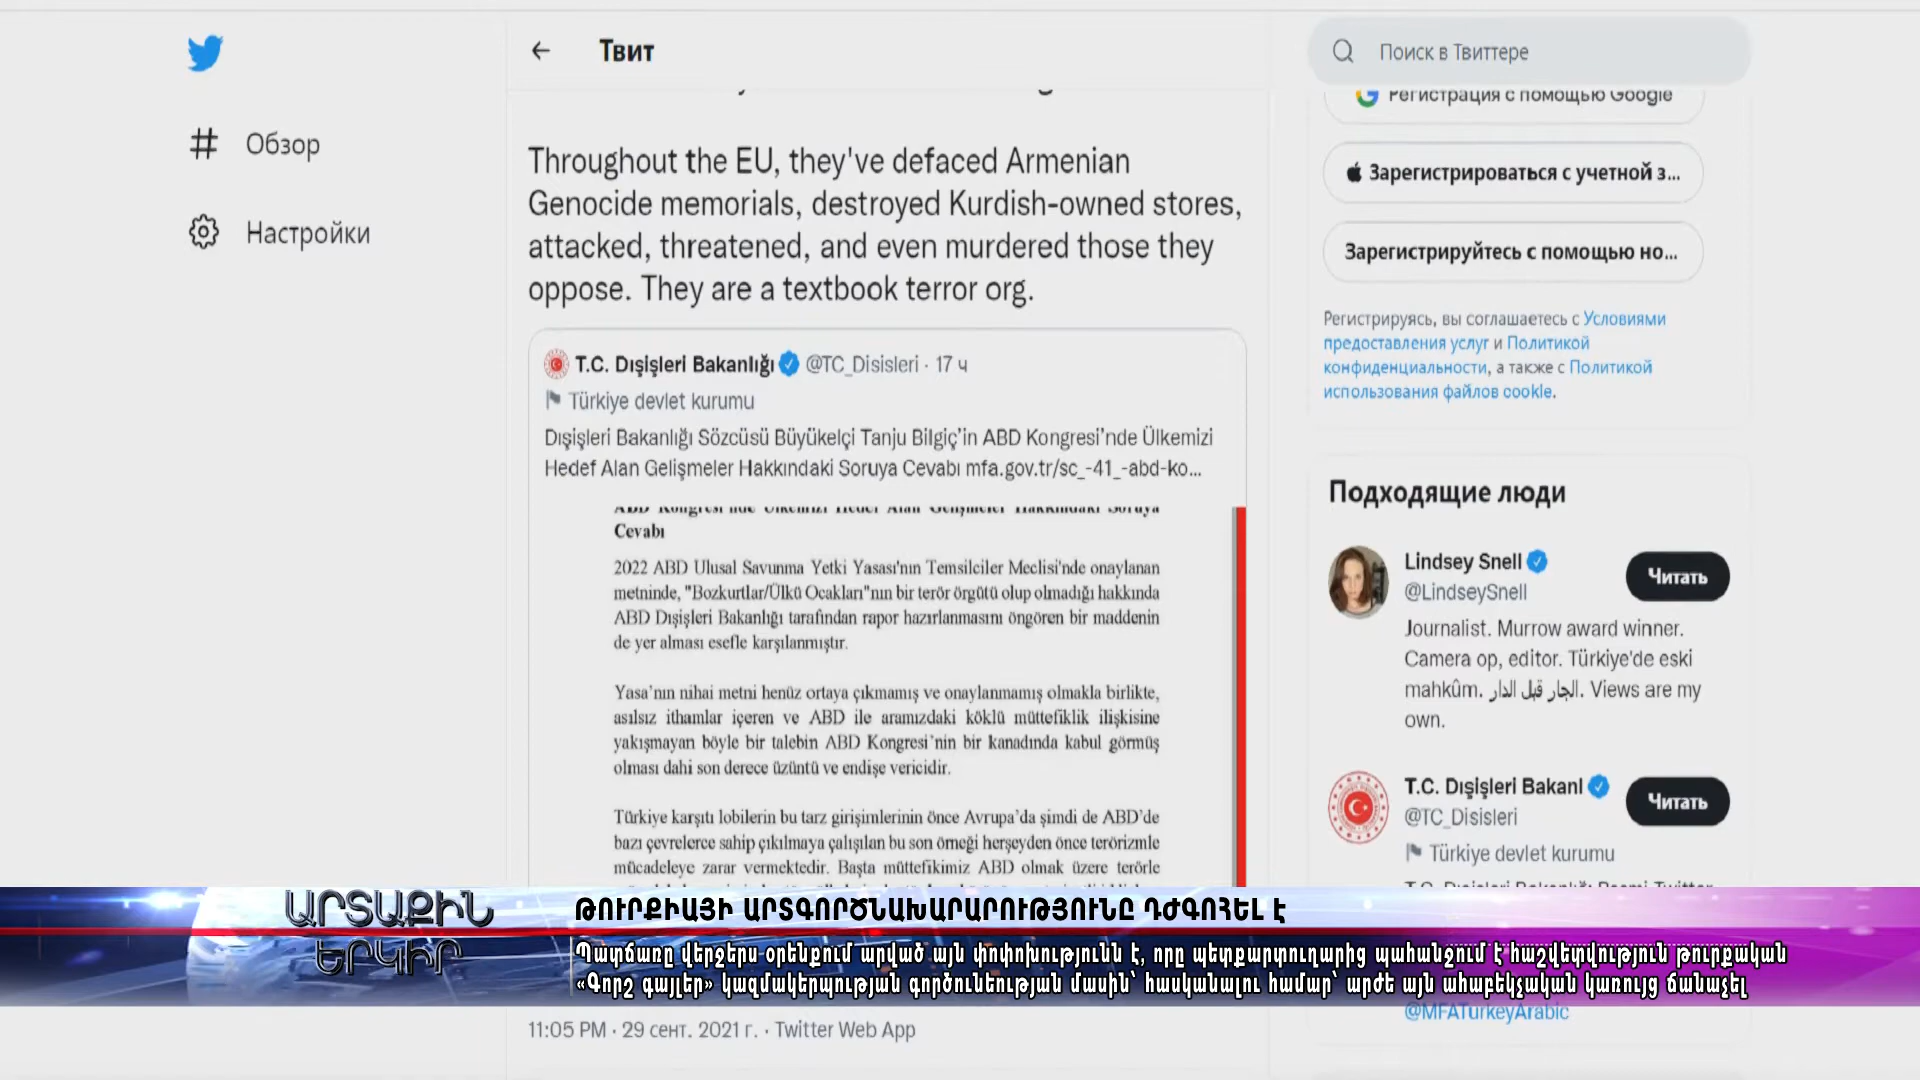 Твит
Поиск в Твиттере
Обзор
Настройки
Throughout the EU, they've defaced Armenian
Genocide memorials, destroyed Kurdish-owned stores,
attacked, threatened, and even murdered those they
oppose. They are a textbook terror org.
T.C. Dışişleri Bakanlığı @TC_Disisleri · 17 ч
Türkiye devlet kurumu
Dışişleri Bakanlığı Sözcüsü Büyükelçi Tanju Bilgiç'in ABD Kongresi'nde Ülkemizi
Hedef Alan Gelişmeler Hakkındaki Soruya Cevabı mfa.gov.tr/sc_-41_-abd-ko...
ABD Kongresi'nde Ülkemizi Hedef Alan Gelişmeler Hakkındaki Soruya
Cevabı
2022 ABD Ulusal Savunma Yetki Yasası'nın Temsilciler Meclisi'nde onaylanan
metninde, "Bozkurtlar/Ülkü Ocakları"nın bir terör örgütü olup olmadığı hakkında
ABD Dışişleri Bakanlığı tarafından rapor hazırlanmasını öngören bir maddenin
de yer alması esefle karşılanmıştır.
Yasa'nın nihai metni henüz ortaya çıkmamış ve onaylanmamış olmakla birlikte,
asılsız ithamlar içeren ve ABD ile aramızdaki köklü müttefiklik ilişkisine
yakışmayan böyle bir talebin ABD Kongresi'nin bir kanadında kabul görmüş
olması dahi son derece üzüntü ve endişe vericidir.
Türkiye karşıtı lobilerin bu tarz girişimlerinin önce Avrupa'da şimdi de ABD'de
bazı çevrelerce sahip çıkılmaya çalışılan bu son örneği herşeyden önce terörizmle
mücadeleye zarar vermektedir. Başta müttefikimiz ABD olmak üzere terörle
11:05 PM · 29 сент. 2021 г. · Twitter Web App
Регистрация с помощью Google
Зарегистрироваться с учетной з...
Зарегистрируйтесь с помощью но...
Регистрируясь, вы соглашаетесь с Условиями
предоставления услуг и Политикой
конфиденциальности, а также с Политикой
использования файлов cookie.
Подходящие люди
Lindsey Snell
@LindseySnell
Читать
Journalist. Murrow award winner.
Camera op, editor. Türkiye'de eski
mahkûm. الجار قبل الدار. Views are my
own.
T.C. Dışişleri Bakanl
@TC_Disisleri
Читать
Türkiye devlet kurumu
@MFATurkeyArabic
ԱՐՏԱՔԻՆ
ԵՐԿԻՐ
ԹՈՒՐՔԻԱՅԻ ԱՐՏԳՈՐԾՆԱԽԱՐԱՐՈՒԹՅՈՒՆԸ ԴԺԳՈՀԵԼ Է
Պատճառը վերջերս օրենքում արված այն փոփոխությունն է, որը պետքարտուղարից պահանջում է հաշվետվություն թուրքական
«Գորշ գայլեր» կազմակերպության գործունեության մասին՝ հասկանալու համար՝ արժե այն ահաբեկչական կառույց ճանաչել